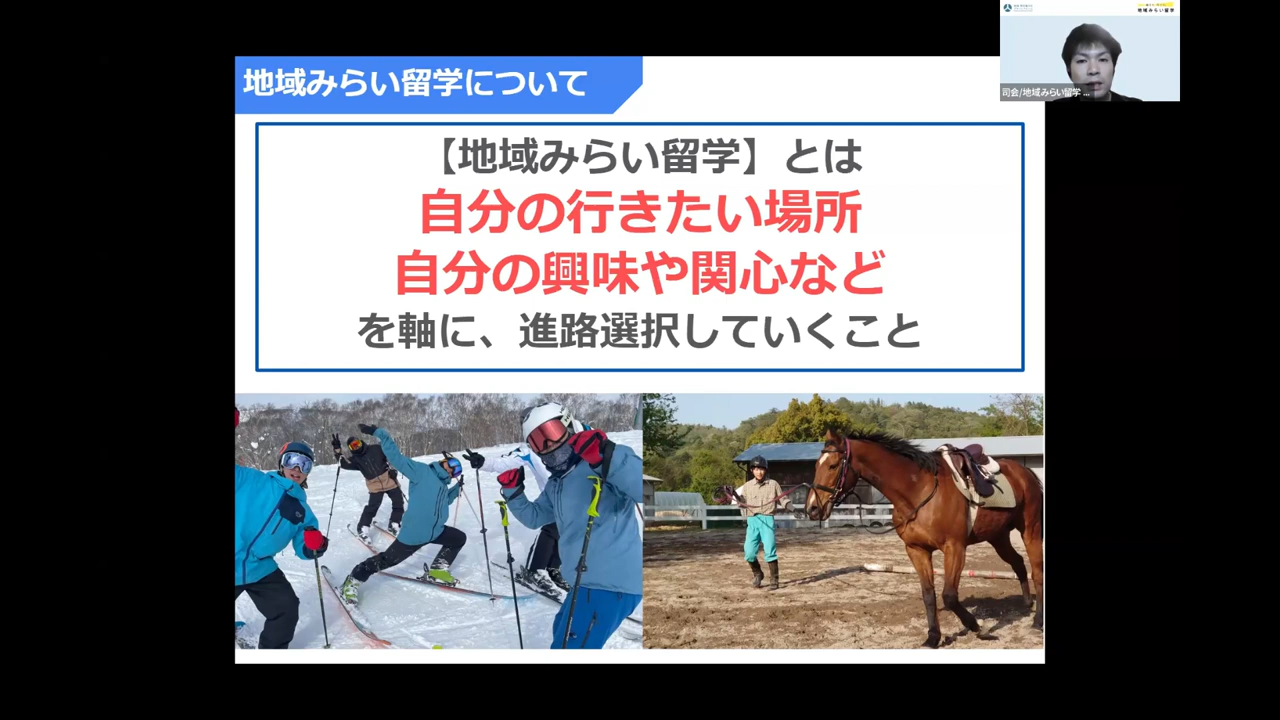 地域みらい留学について
【地域みらい留学】とは
自分の行きたい場所
自分の興味や関心など
を軸に、進路選択していくこと
地域みらい留学
司会/地域みらい留学 ...